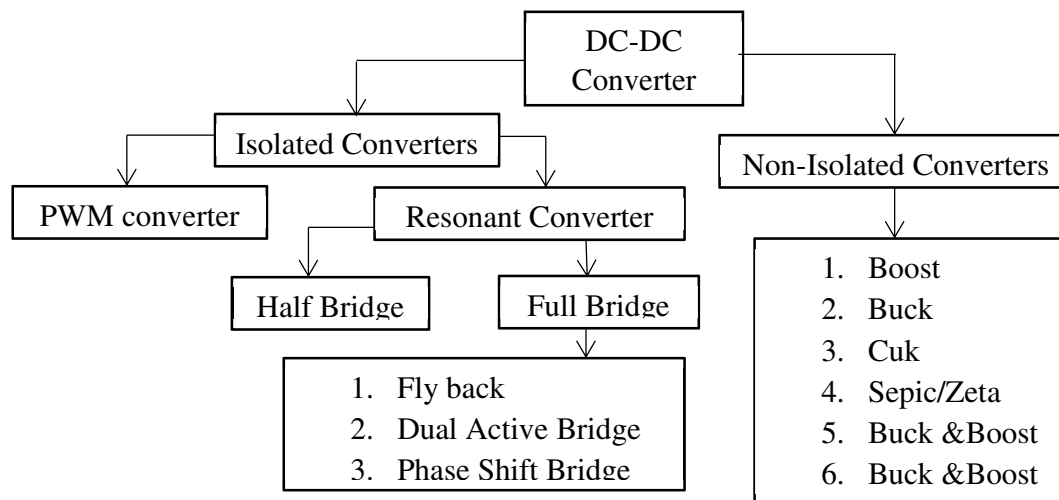 DC-DC
Converter
Isolated Converters
Non-Isolated Converters
PWM converter
Resonant Converter
Half Bridge
Full Bridge
1. Fly back
2. Dual Active Bridge
3. Phase Shift Bridge
1. Boost
2. Buck
3. Cuk
4. Sepic/Zeta
5. Buck &Boost
6. Buck &Boost